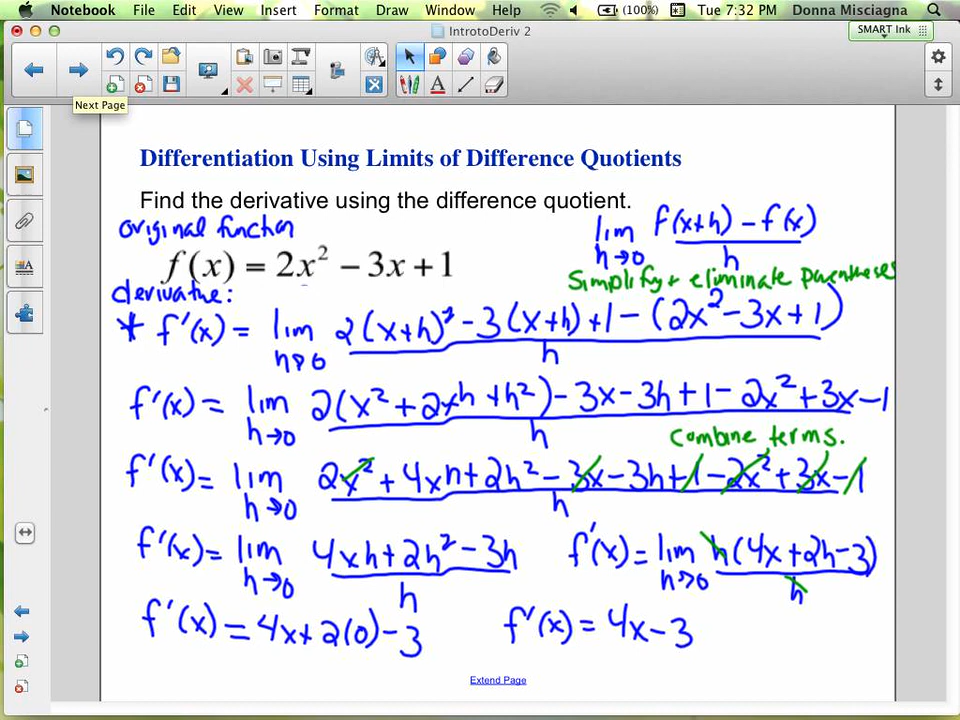 Notebook File Edit View Insert Format Draw Window Help (100%) Tue 7:32 PM Donna Misciagna
IntrotoDeriv 2
SMART Ink
Next Page
Differentiation Using Limits of Difference Quotients
Find the derivative using the difference quotient.
original function
lim h→0 f(x+h) - f(x) / h
f(x) = 2x² − 3x + 1
Simplify + eliminate parentheses
derivative:
* f'(x) = lim h→0 2(x+h)² - 3(x+h) + 1 - (2x² - 3x + 1) / h
f'(x) = lim h→0 2(x² + 2xh + h²) - 3x - 3h + 1 - 2x² + 3x - 1 / h
combine terms.
f'(x) = lim h→0 2x² + 4xh + 2h² - 3x - 3h + 1 - 2x² + 3x - 1 / h
f'(x) = lim h→0 4xh + 2h² - 3h / h
f'(x) = lim h→0 h(4x + 2h - 3) / h
f'(x) = 4x + 2(0) - 3
f'(x) = 4x - 3
Extend Page